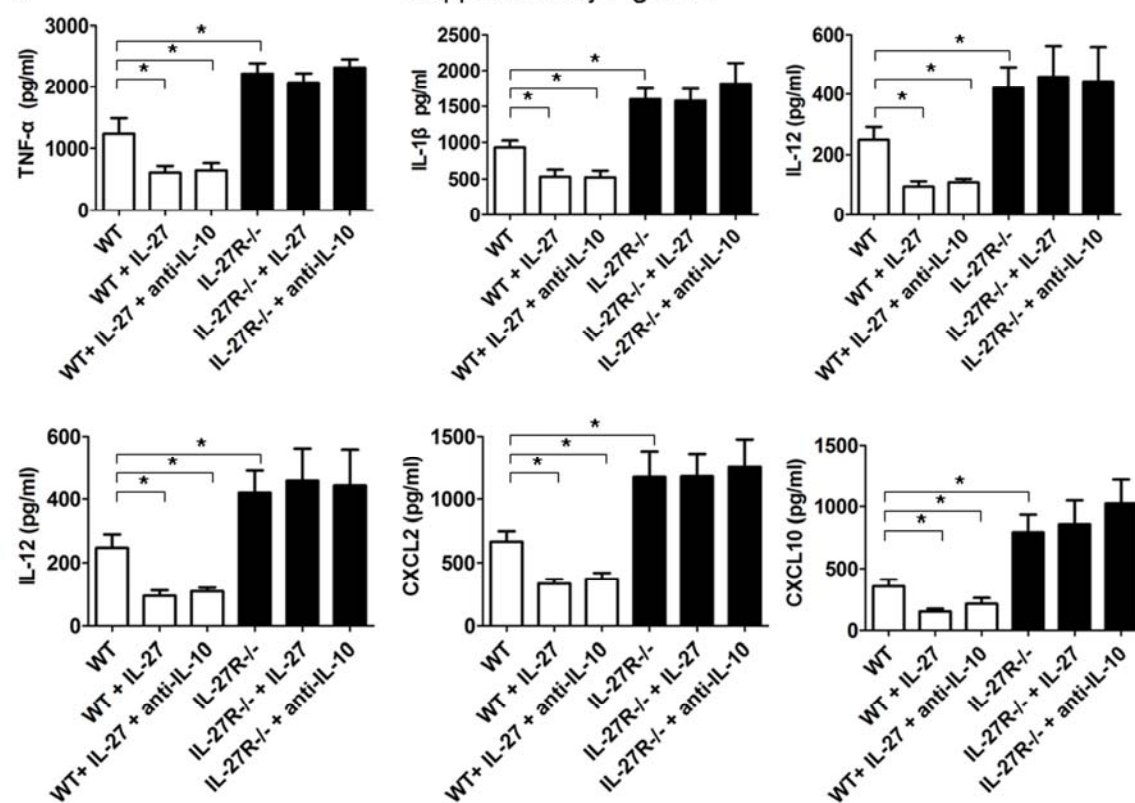 TNF-α (pg/ml)
3000
2000
1000
0
*
*
*
WT
WT + IL-27
WT+ IL-27 + anti-IL-10
IL-27R-/-
IL-27R-/- + IL-27
IL-27R-/- + anti-IL-10
IL-1β pg/ml
2500
2000
1500
1000
500
0
*
*
*
WT
WT + IL-27
WT+ IL-27 + anti-IL-10
IL-27R-/-
IL-27R-/- + IL-27
IL-27R-/- + anti-IL-10
IL-12 (pg/ml)
600
400
200
0
*
*
*
WT
WT + IL-27
WT+ IL-27 + anti-IL-10
IL-27R-/-
IL-27R-/- + IL-27
IL-27R-/- + anti-IL-10
IL-12 (pg/ml)
600
400
200
0
*
*
*
WT
WT + IL-27
WT+ IL-27 + anti-IL-10
IL-27R-/-
IL-27R-/- + IL-27
IL-27R-/- + anti-IL-10
CXCL2 (pg/ml)
1500
1000
500
0
*
*
*
WT
WT + IL-27
WT+ IL-27 + anti-IL-10
IL-27R-/-
IL-27R-/- + IL-27
IL-27R-/- + anti-IL-10
CXCL10 (pg/ml)
1500
1000
500
0
*
*
*
WT
WT + IL-27
WT+ IL-27 + anti-IL-10
IL-27R-/-
IL-27R-/- + IL-27
IL-27R-/- + anti-IL-10